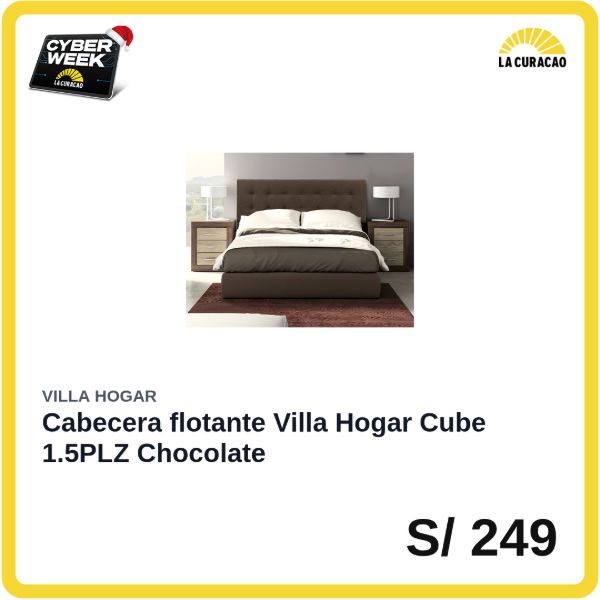 CYBER
WEEK
LA CURACAO
LA CURACAO
VILLA HOGAR
Cabecera flotante Villa Hogar Cube
1.5PLZ Chocolate
S/ 249